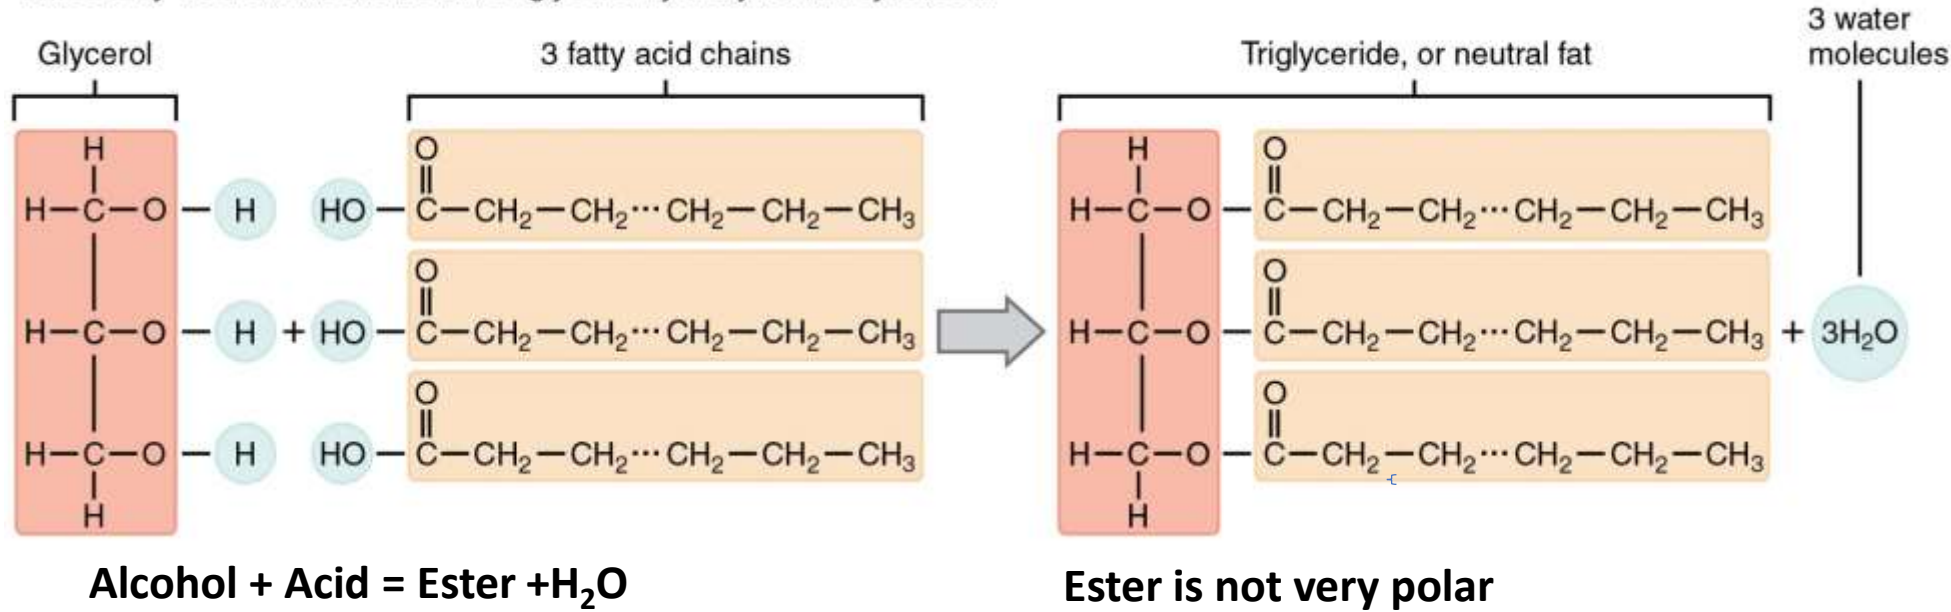 Glycerol
3 fatty acid chains
Triglyceride, or neutral fat
3 water
molecules
H
O
H
O
H—C—O—H HO—C—CH₂—CH₂···CH₂—CH₂—CH₃
H—C—O—C—CH₂—CH₂···CH₂—CH₂—CH₃
O
O
H—C—O—H + HO—C—CH₂—CH₂···CH₂—CH₂—CH₃
H—C—O—C—CH₂—CH₂···CH₂—CH₂—CH₃ + 3H₂O
O
O
H—C—O—H HO—C—CH₂—CH₂···CH₂—CH₂—CH₃
H—C—O—C—CH₂—CH₂···CH₂—CH₂—CH₃
H
H
Alcohol + Acid = Ester +H₂O
Ester is not very polar